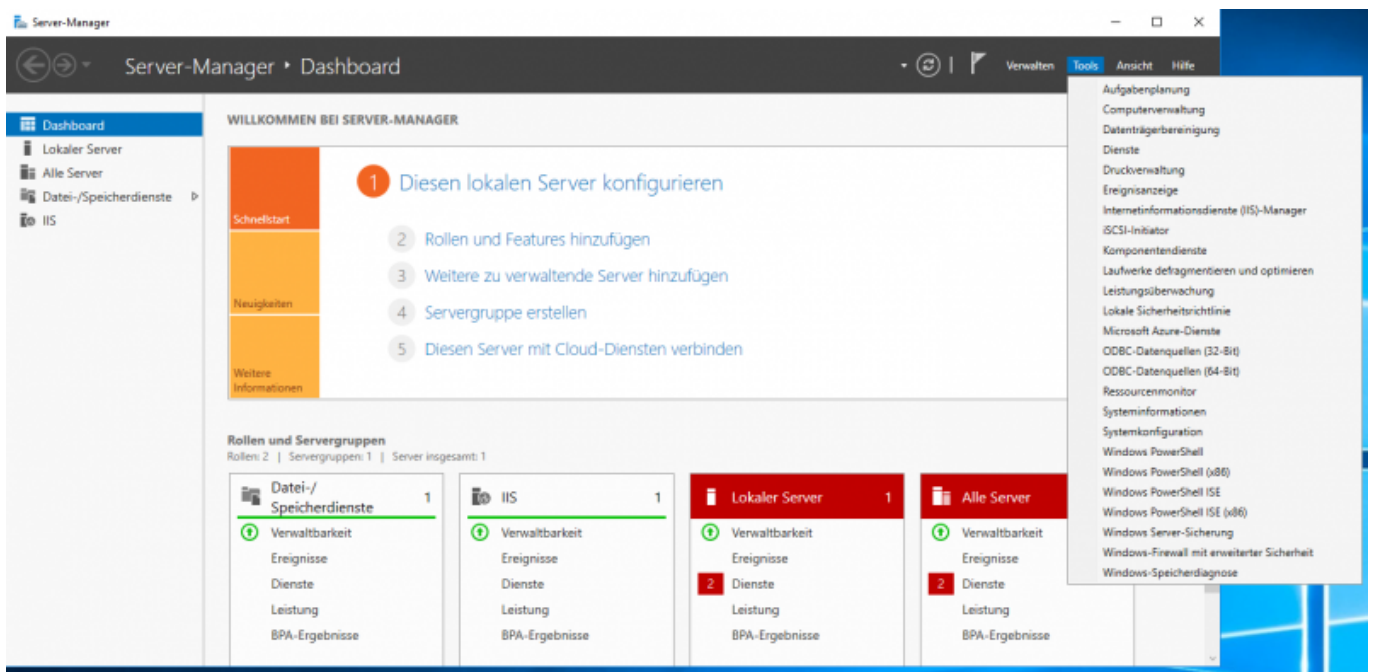 Server-Manager
Server-Manager • Dashboard
Verwalten Tools Ansicht Hilfe
Dashboard
Lokaler Server
Alle Server
Datei-/Speicherdienste
IIS
WILLKOMMEN BEI SERVER-MANAGER
Schnellstart
Neuigkeiten
Weitere
Informationen
1 Diesen lokalen Server konfigurieren
2 Rollen und Features hinzufügen
3 Weitere zu verwaltende Server hinzufügen
4 Servergruppe erstellen
5 Diesen Server mit Cloud-Diensten verbinden
Rollen und Servergruppen
Rollen: 2 | Servergruppen: 1 | Server insgesamt: 1
Datei-/
Speicherdienste 1
Verwaltbarkeit
Ereignisse
Dienste
Leistung
BPA-Ergebnisse
IIS 1
Verwaltbarkeit
Ereignisse
Dienste
Leistung
BPA-Ergebnisse
Lokaler Server 1
Verwaltbarkeit
Ereignisse
2 Dienste
Leistung
BPA-Ergebnisse
Alle Server
Verwaltbarkeit
Ereignisse
2 Dienste
Leistung
BPA-Ergebnisse
Aufgabenplanung
Computerverwaltung
Datenträgerbereinigung
Dienste
Druckverwaltung
Ereignisanzeige
Internetinformationsdienste (IIS)-Manager
iSCSI-Initiator
Komponentendienste
Laufwerke defragmentieren und optimieren
Leistungsüberwachung
Lokale Sicherheitsrichtlinie
Microsoft Azure-Dienste
ODBC-Datenquellen (32-Bit)
ODBC-Datenquellen (64-Bit)
Ressourcenmonitor
Systeminformationen
Systemkonfiguration
Windows PowerShell
Windows PowerShell (x86)
Windows PowerShell ISE
Windows PowerShell ISE (x86)
Windows Server-Sicherung
Windows-Firewall mit erweiterter Sicherheit
Windows-Speicherdiagnose